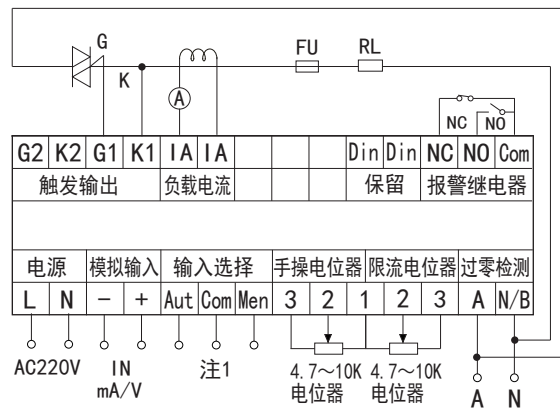 G
K
A
FU
RL
NC
NO
G2 K2 G1 K1 IA IA Din Din NC NO Com
触发输出 负载电流 保留 报警继电器
电源 模拟输入 输入选择 手操电位器 限流电位器 过零检测
L N − + Aut Com Men 3 2 1 2 3 A N/B
AC220V
IN
mA/V
注1
4.7～10K
电位器
4.7～10K
电位器
A N